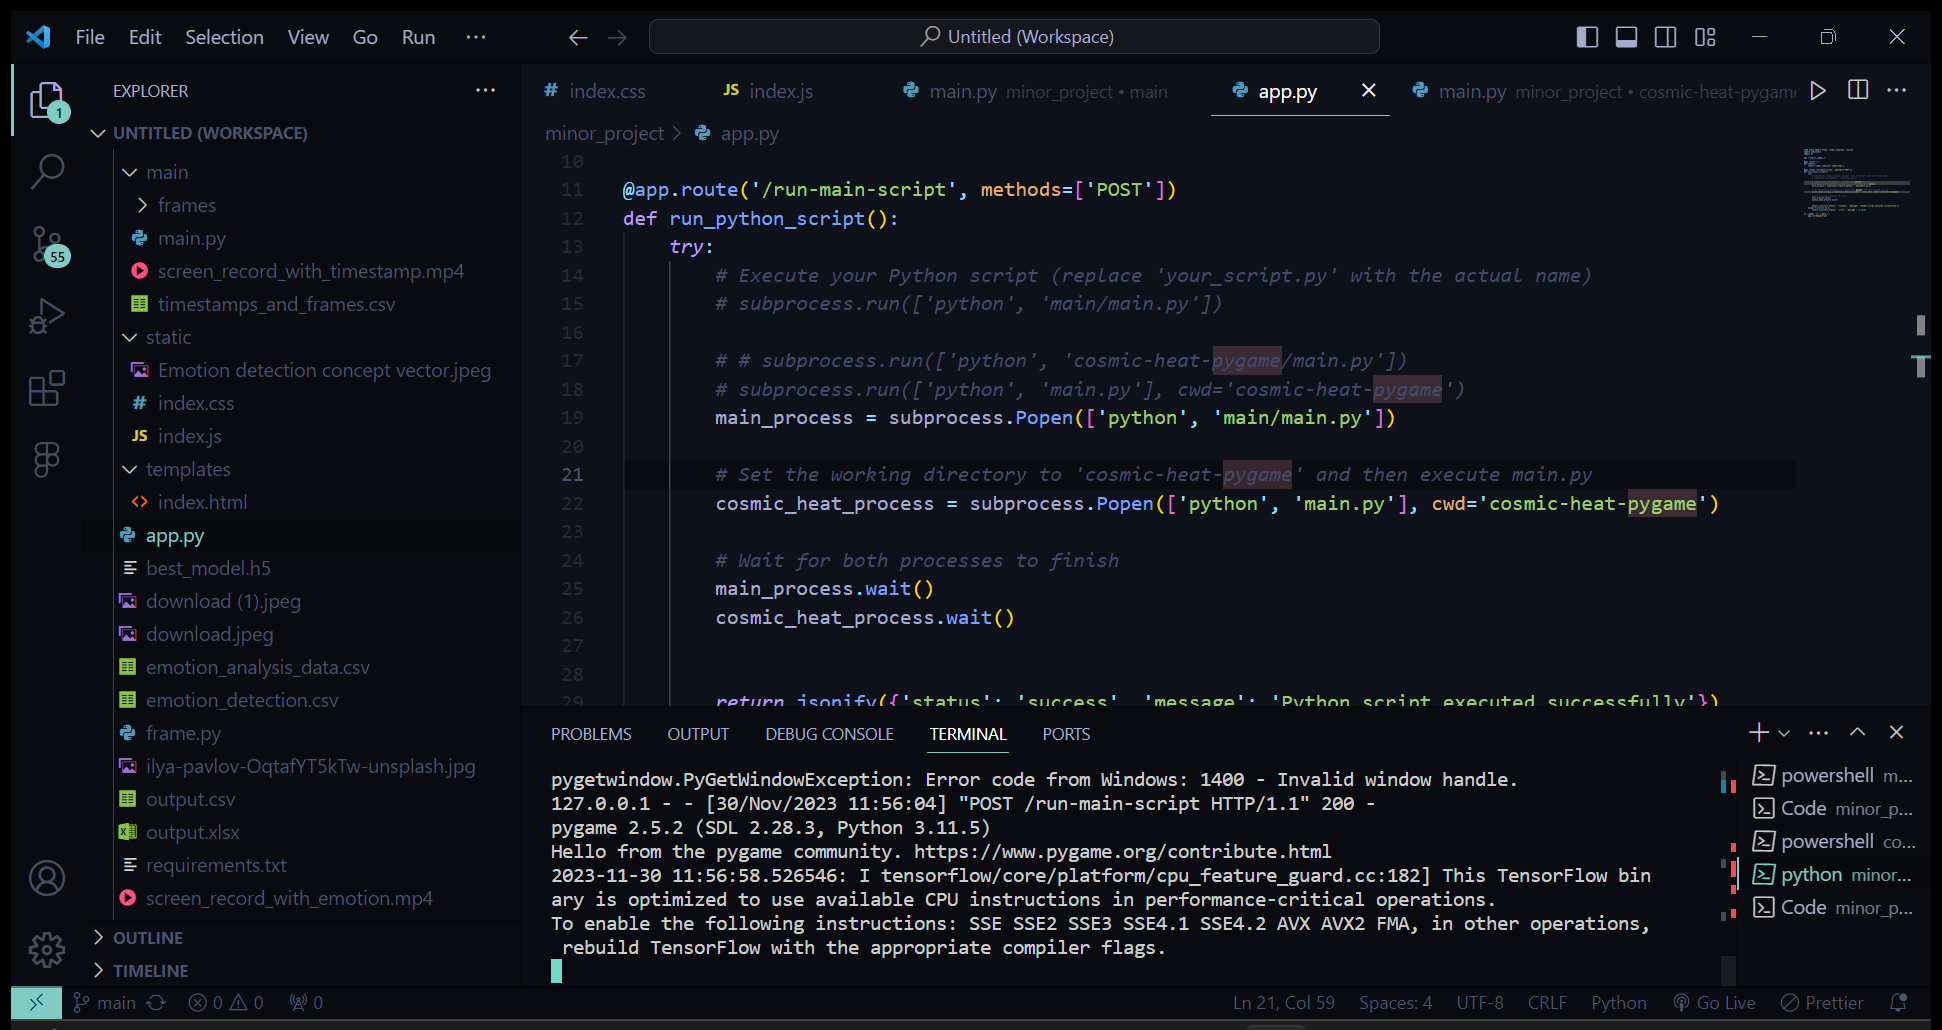 File Edit Selection View Go Run ···
Untitled (Workspace)
EXPLORER
1
55
UNTITLED (WORKSPACE)
main
frames
main.py
screen_record_with_timestamp.mp4
timestamps_and_frames.csv
static
Emotion detection concept vector.jpeg
# index.css
JS index.js
templates
<> index.html
app.py
best_model.h5
download (1).jpeg
download.jpeg
emotion_analysis_data.csv
emotion_detection.csv
frame.py
ilya-pavlov-OqtafYT5kTw-unsplash.jpg
output.csv
output.xlsx
requirements.txt
screen_record_with_emotion.mp4
OUTLINE
TIMELINE
# index.css JS index.js main.py minor_project • main app.py main.py minor_project • cosmic-heat-pygame
minor_project > app.py
10
11 @app.route('/run-main-script', methods=['POST'])
12 def run_python_script():
13 try:
14 # Execute your Python script (replace 'your_script.py' with the actual name)
15 # subprocess.run(['python', 'main/main.py'])
16
17 # # subprocess.run(['python', 'cosmic-heat-pygame/main.py'])
18 # subprocess.run(['python', 'main.py'], cwd='cosmic-heat-pygame')
19 main_process = subprocess.Popen(['python', 'main/main.py'])
20
21 # Set the working directory to 'cosmic-heat-pygame' and then execute main.py
22 cosmic_heat_process = subprocess.Popen(['python', 'main.py'], cwd='cosmic-heat-pygame')
23
24 # Wait for both processes to finish
25 main_process.wait()
26 cosmic_heat_process.wait()
27
28
29 return jsonify({'status': 'success', 'message': 'Python script executed successfully'})
PROBLEMS OUTPUT DEBUG CONSOLE TERMINAL PORTS
pygetwindow.PyGetWindowException: Error code from Windows: 1400 - Invalid window handle.
127.0.0.1 - - [30/Nov/2023 11:56:04] "POST /run-main-script HTTP/1.1" 200 -
pygame 2.5.2 (SDL 2.28.3, Python 3.11.5)
Hello from the pygame community. https://www.pygame.org/contribute.html
2023-11-30 11:56:58.526546: I tensorflow/core/platform/cpu_feature_guard.cc:182] This TensorFlow bin
ary is optimized to use available CPU instructions in performance-critical operations.
To enable the following instructions: SSE SSE2 SSE3 SSE4.1 SSE4.2 AVX AVX2 FMA, in other operations,
rebuild TensorFlow with the appropriate compiler flags.
powershell m...
Code minor_p...
powershell co...
python minor...
Code minor_p...
main 0 0 0
Ln 21, Col 59 Spaces: 4 UTF-8 CRLF Python Go Live Prettier